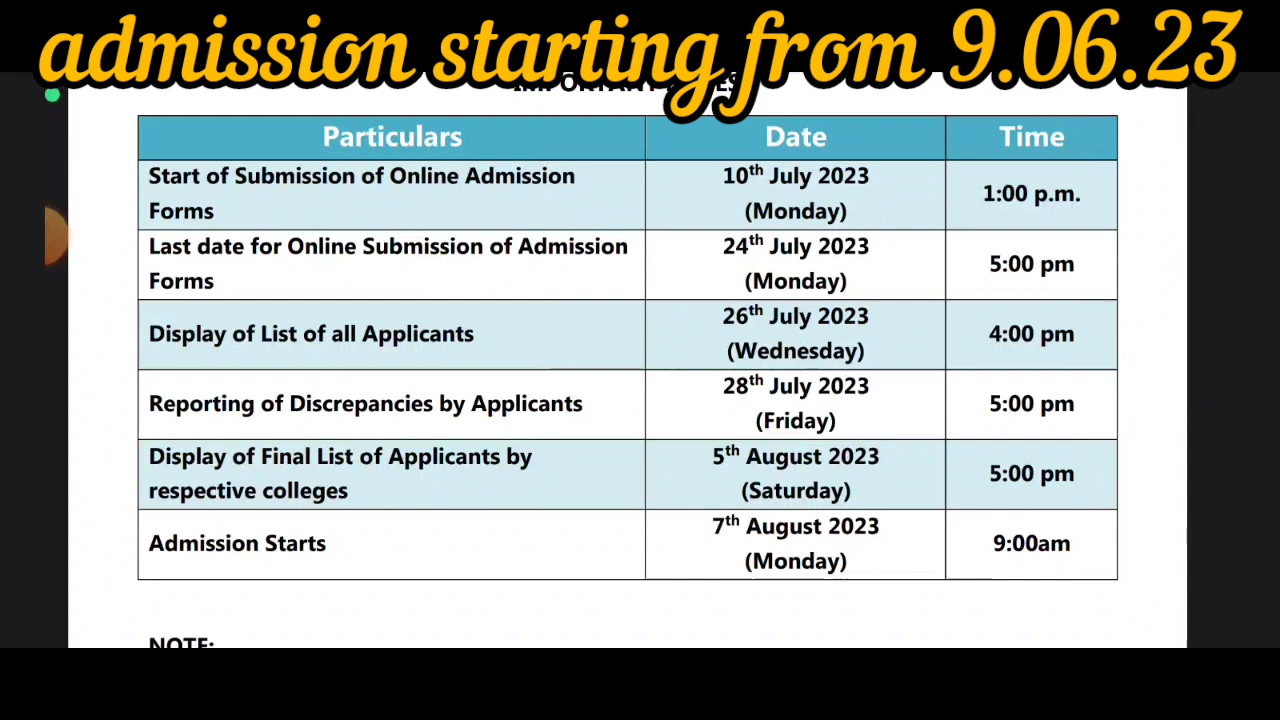 admission starting from 9.06.23
Particulars Date Time
Start of Submission of Online Admission
Forms
10th July 2023
(Monday)
1:00 p.m.
Last date for Online Submission of Admission
Forms
24th July 2023
(Monday)
5:00 pm
Display of List of all Applicants
26th July 2023
(Wednesday)
4:00 pm
Reporting of Discrepancies by Applicants
28th July 2023
(Friday)
5:00 pm
Display of Final List of Applicants by
respective colleges
5th August 2023
(Saturday)
5:00 pm
Admission Starts
7th August 2023
(Monday)
9:00am
NOTE: